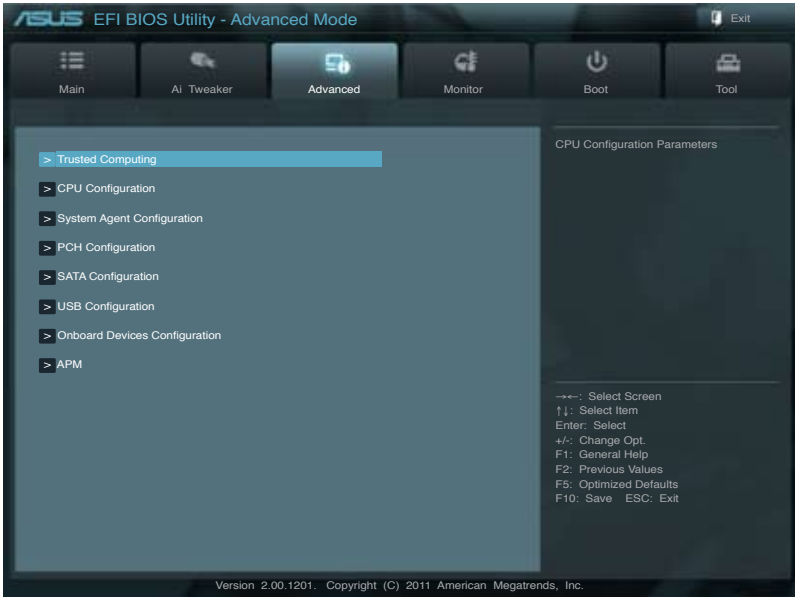 ASUS EFI BIOS Utility - Advanced Mode
Exit
Main
Ai Tweaker
Advanced
Monitor
Boot
Tool
> Trusted Computing
> CPU Configuration
> System Agent Configuration
> PCH Configuration
> SATA Configuration
> USB Configuration
> Onboard Devices Configuration
> APM
CPU Configuration Parameters
→←: Select Screen
↑↓: Select Item
Enter: Select
+/-: Change Opt.
F1: General Help
F2: Previous Values
F5: Optimized Defaults
F10: Save ESC: Exit
Version 2.00.1201. Copyright (C) 2011 American Megatrends, Inc.